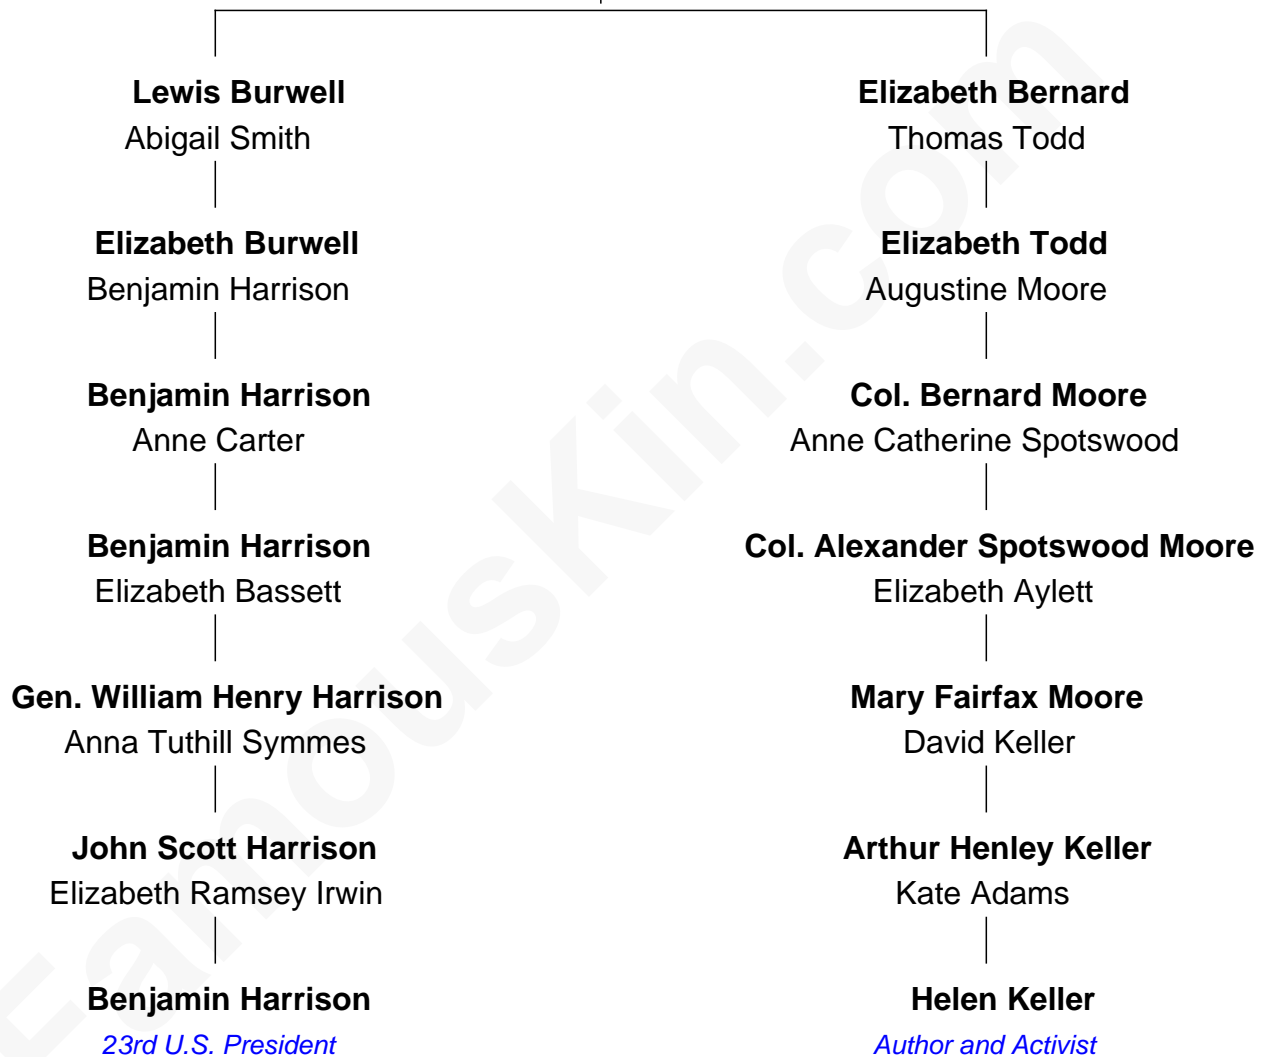 Lewis Burwell
Abigail Smith
Elizabeth Burwell
Benjamin Harrison
Benjamin Harrison
Anne Carter
Benjamin Harrison
Elizabeth Bassett
Gen. William Henry Harrison
Anna Tuthill Symmes
John Scott Harrison
Elizabeth Ramsey Irwin
Benjamin Harrison
23rd U.S. President
Elizabeth Bernard
Thomas Todd
Elizabeth Todd
Augustine Moore
Col. Bernard Moore
Anne Catherine Spotswood
Col. Alexander Spotswood Moore
Elizabeth Aylett
Mary Fairfax Moore
David Keller
Arthur Henley Keller
Kate Adams
Helen Keller
Author and Activist
FamousKin.com